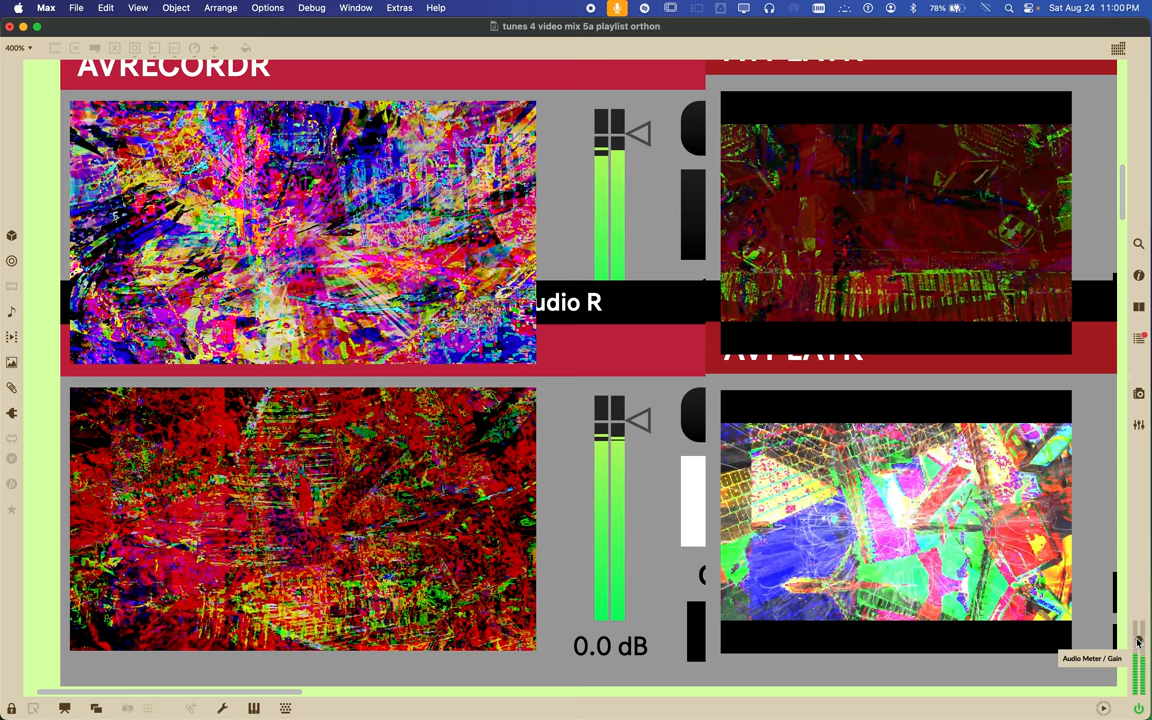 Max File Edit View Object Arrange Options Debug Window Extras Help
78% Sat Aug 24 11:00 PM
tunes 4 video mix 5a playlist orthon
400%
AVRECORDR
udio R
0.0 dB
Audio Meter / Gain